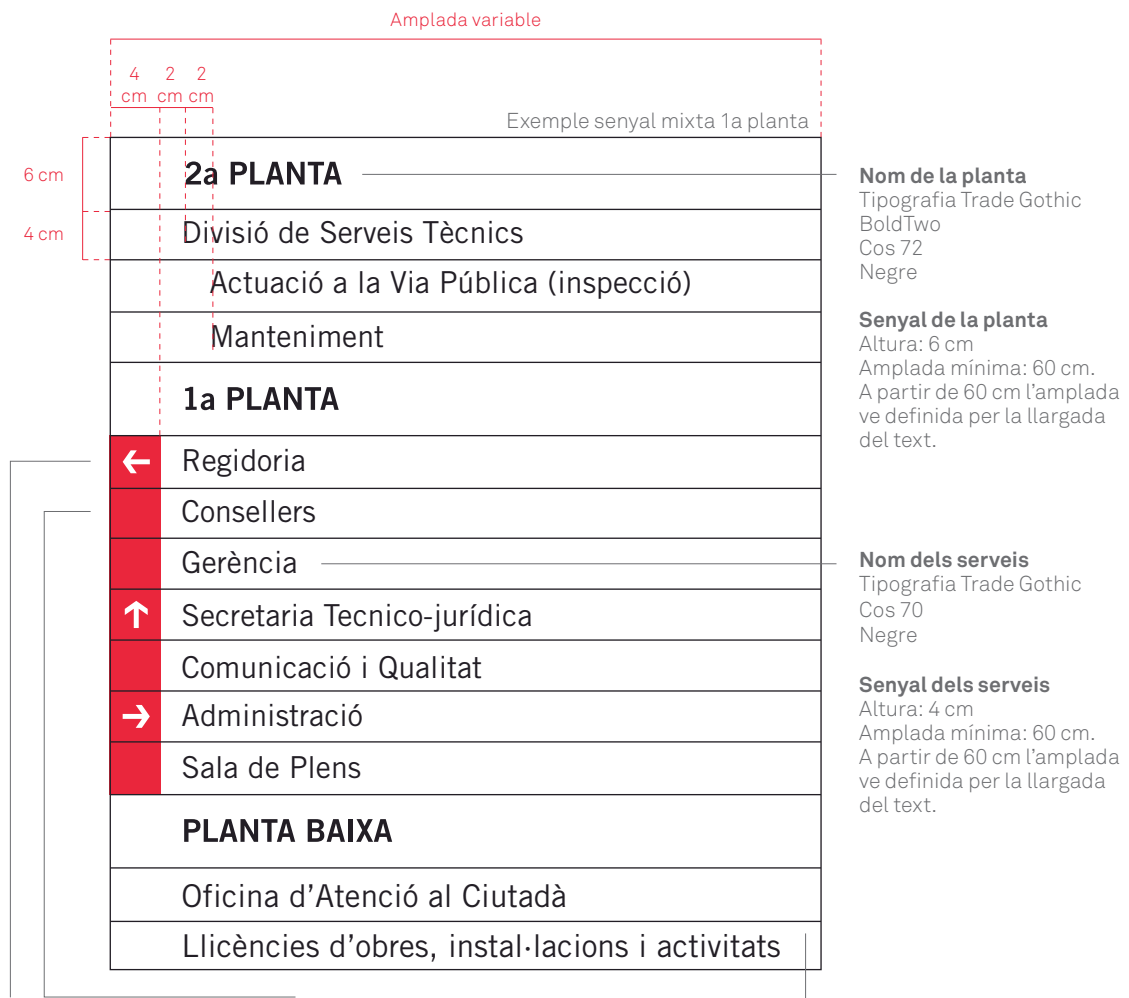 Amplada variable
4 cm
2 cm
2 cm
Exemple senyal mixta 1a planta
6 cm
4 cm
2a PLANTA
Divisió de Serveis Tècnics
Actuació a la Via Pública (inspecció)
Manteniment
1a PLANTA
Regidoria
Consellers
Gerència
Secretaria Tecnico-jurídica
Comunicació i Qualitat
Administració
Sala de Plens
PLANTA BAIXA
Oficina d’Atenció al Ciutadà
Llicències d’obres, instal·lacions i activitats
Nom de la planta
Tipografia Trade Gothic
BoldTwo
Cos 72
Negre
Senyal de la planta
Altura: 6 cm
Amplada mínima: 60 cm.
A partir de 60 cm l’amplada
ve definida per la llargada
del text.
Nom dels serveis
Tipografia Trade Gothic
Cos 70
Negre
Senyal dels serveis
Altura: 4 cm
Amplada mínima: 60 cm.
A partir de 60 cm l’amplada
ve definida per la llargada
del text.